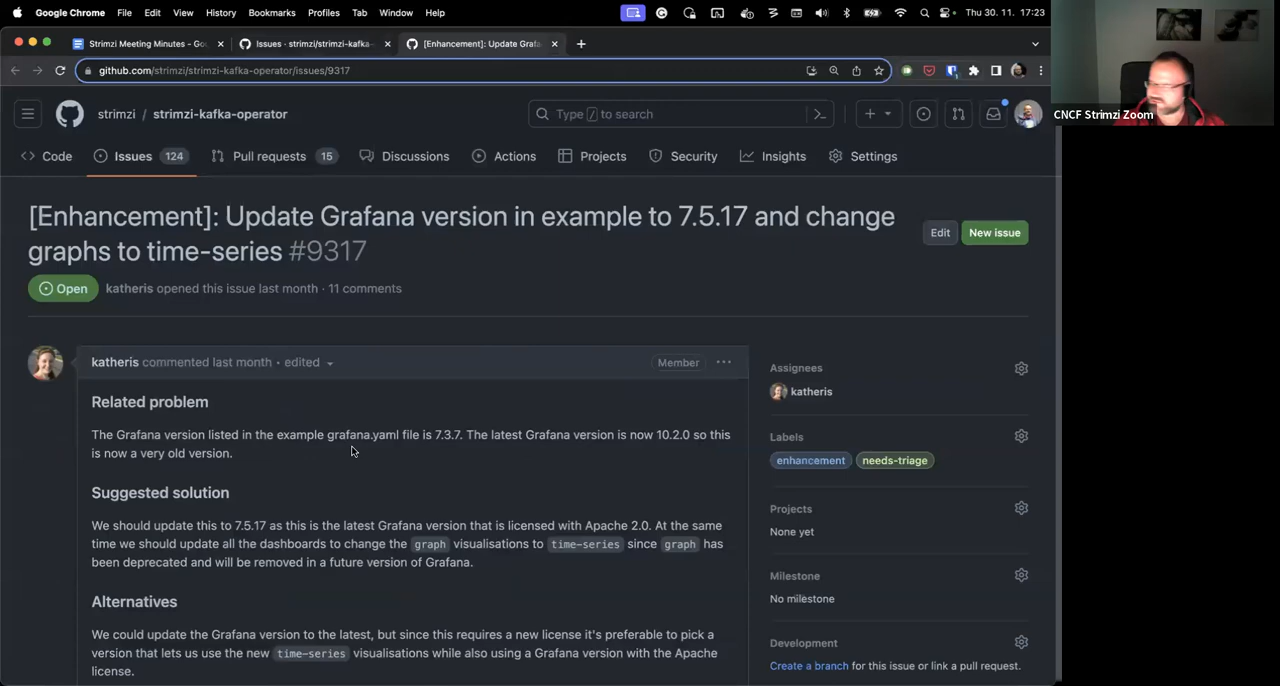 Google Chrome File Edit View History Bookmarks Profiles Tab Window Help Thu 30. 11. 17:23
Strimzi Meeting Minutes - Go
Issues · strimzi/strimzi-kafka-
[Enhancement]: Update Grafa
github.com/strimzi/strimzi-kafka-operator/issues/9317
CNCF Strimzi Zoom
strimzi / strimzi-kafka-operator
Type / to search
Code Issues 124 Pull requests 15 Discussions Actions Projects Security Insights Settings
[Enhancement]: Update Grafana version in example to 7.5.17 and change
graphs to time-series #9317
Edit New issue
Open katheris opened this issue last month · 11 comments
katheris commented last month • edited Member
Related problem
The Grafana version listed in the example grafana.yaml file is 7.3.7. The latest Grafana version is now 10.2.0 so this
is now a very old version.
Suggested solution
We should update this to 7.5.17 as this is the latest Grafana version that is licensed with Apache 2.0. At the same
time we should update all the dashboards to change the graph visualisations to time-series since graph has
been deprecated and will be removed in a future version of Grafana.
Alternatives
We could update the Grafana version to the latest, but since this requires a new license it's preferable to pick a
version that lets us use the new time-series visualisations while also using a Grafana version with the Apache
license.
Assignees
katheris
Labels
enhancement needs-triage
Projects
None yet
Milestone
No milestone
Development
Create a branch for this issue or link a pull request.